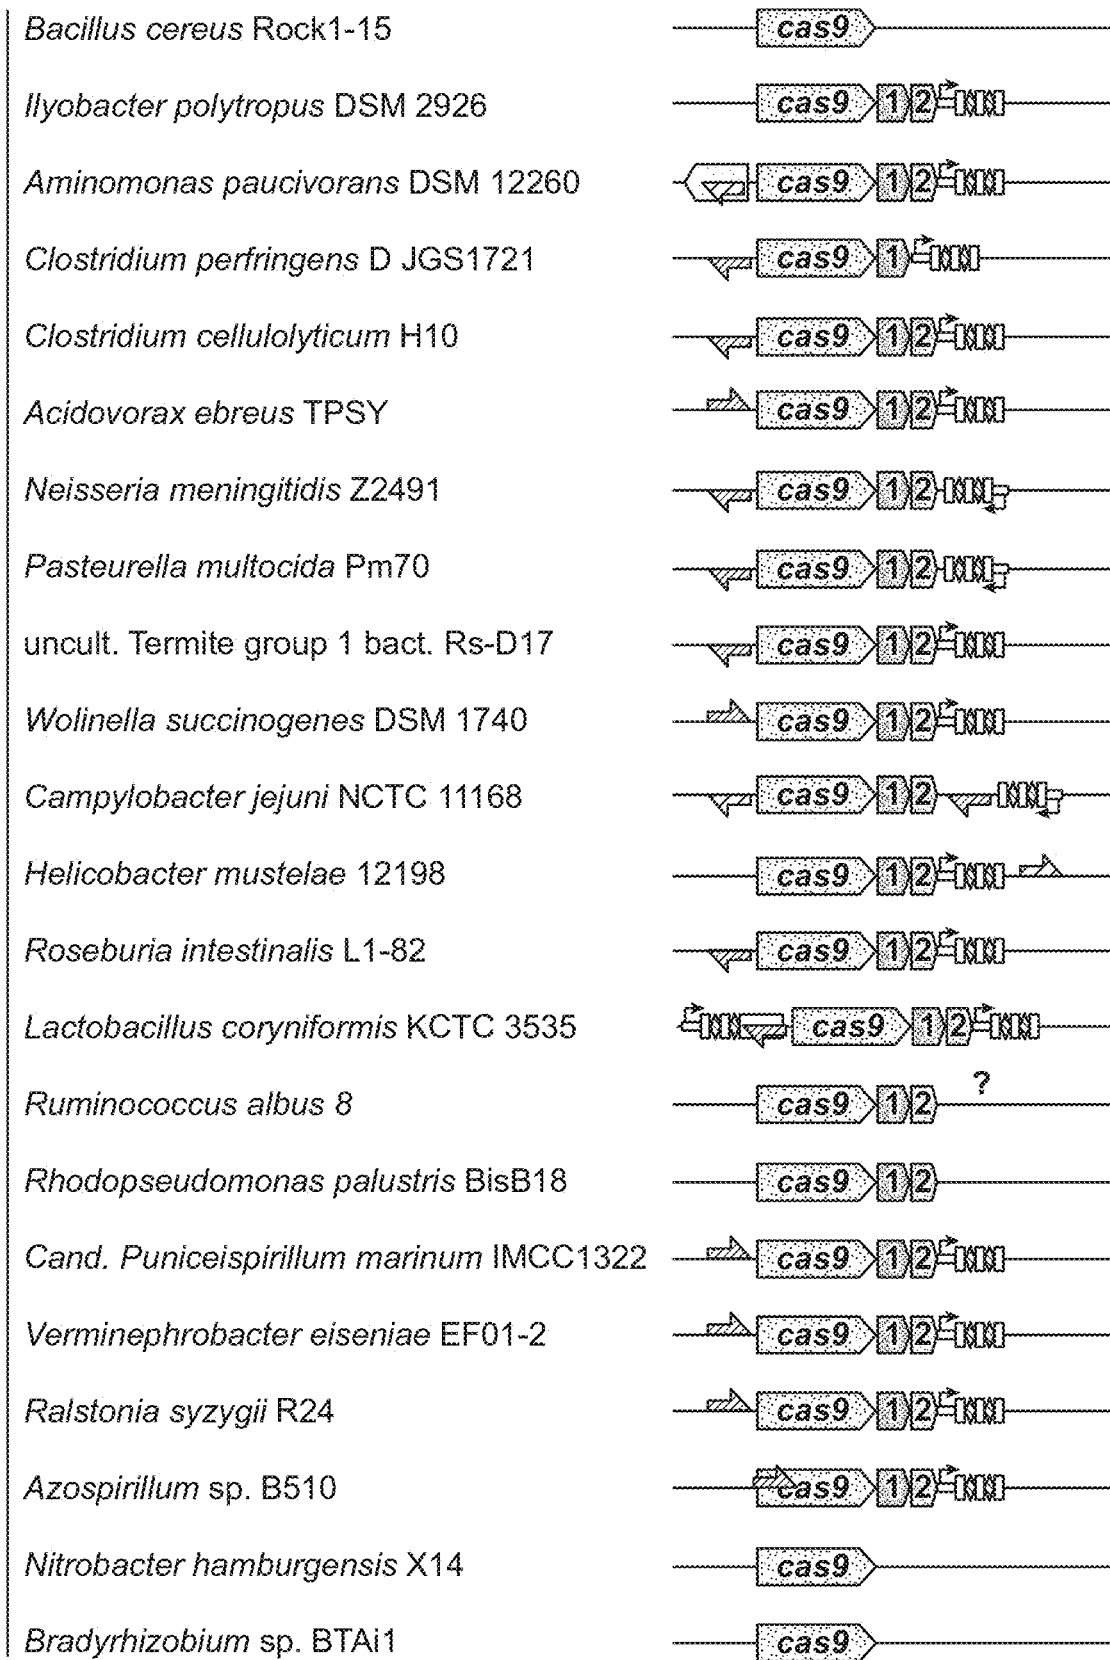 Bacillus cereus Rock1-15 cas9
Ilyobacter polytropus DSM 2926 cas9 1 2
Aminomonas paucivorans DSM 12260 cas9 1 2
Clostridium perfringens D JGS1721 cas9 1
Clostridium cellulolyticum H10 cas9 1 2
Acidovorax ebreus TPSY cas9 1 2
Neisseria meningitidis Z2491 cas9 1 2
Pasteurella multocida Pm70 cas9 1 2
uncult. Termite group 1 bact. Rs-D17 cas9 1 2
Wolinella succinogenes DSM 1740 cas9 1 2
Campylobacter jejuni NCTC 11168 cas9 1 2
Helicobacter mustelae 12198 cas9 1 2
Roseburia intestinalis L1-82 cas9 1 2
Lactobacillus coryniformis KCTC 3535 cas9 1 2
Ruminococcus albus 8 cas9 1 2 ?
Rhodopseudomonas palustris BisB18 cas9 1 2
Cand. Puniceispirillum marinum IMCC1322 cas9 1 2
Verminephrobacter eiseniae EF01-2 cas9 1 2
Ralstonia syzygii R24 cas9 1 2
Azospirillum sp. B510 cas9 1 2
Nitrobacter hamburgensis X14 cas9
Bradyrhizobium sp. BTAi1 cas9